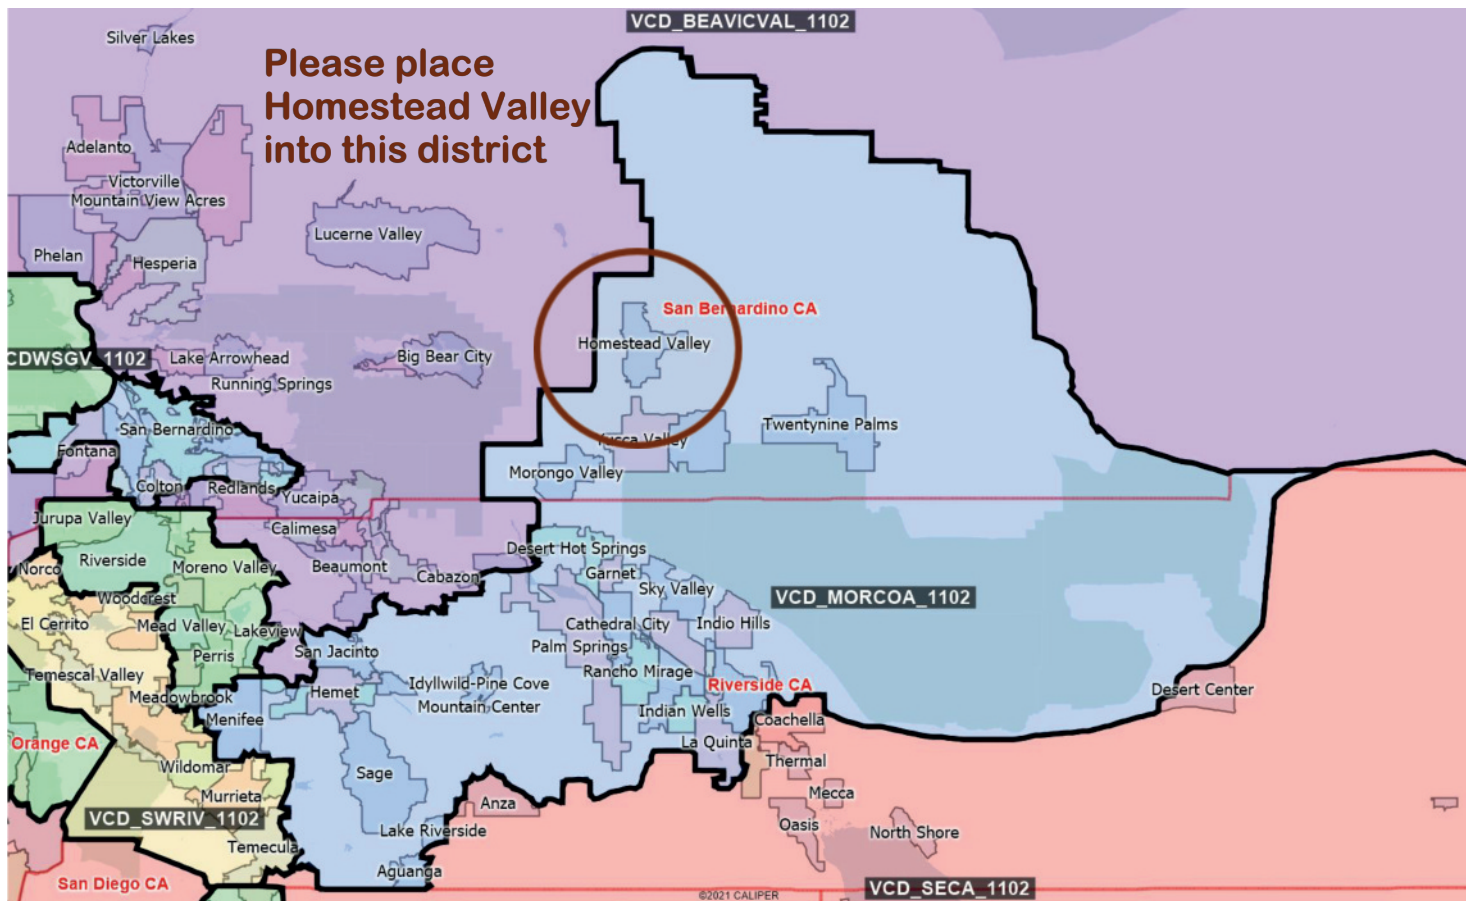 VCD_BEAVICVAL_1102
Silver Lakes
Please place
Homestead Valley
into this district
Adelanto
Victorville
Mountain View Acres
Lucerne Valley
Phelan
Hesperia
San Bernardino CA
Homestead Valley
CDWSGV_1102
Lake Arrowhead
Big Bear City
Running Springs
San Bernardino
Twentynine Palms
Yucca Valley
Fontana
Morongo Valley
Colton
Redlands
Yucaipa
Jurupa Valley
Calimesa
Desert Hot Springs
Riverside
Moreno Valley
Beaumont
Cabazon
Garnet
Norco
Sky Valley
VCD_MORCOA_1102
Woodcrest
El Cerrito
Mead Valley
Lakeview
Cathedral City
Indio Hills
Palm Springs
San Jacinto
Perris
Temescal Valley
Rancho Mirage
Riverside CA
Idyllwild-Pine Cove
Mountain Center
Hemet
Meadowbrook
Desert Center
Menifee
Indian Wells
Coachella
Orange CA
La Quinta
Thermal
Wildomar
Sage
Murrieta
Mecca
Anza
VCD_SWRIV_1102
Oasis
North Shore
Lake Riverside
Temecula
Aguanga
San Diego CA
©2021 CALIPER
VCD_SECA_1102